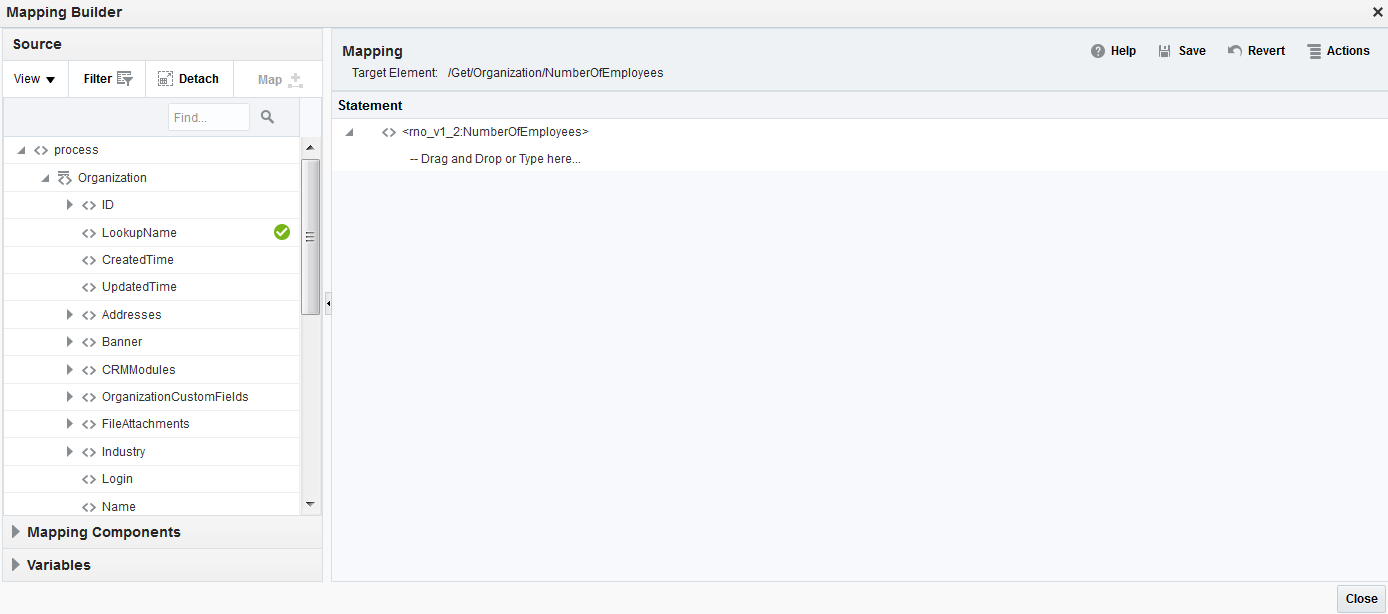 Mapping Builder
Source
View Filter Detach Map
Find...
process
Organization
ID
LookupName
CreatedTime
UpdatedTime
Addresses
Banner
CRMModules
OrganizationCustomFields
FileAttachments
Industry
Login
Name
Mapping Components
Variables
Mapping
Help Save Revert Actions
Target Element: /Get/Organization/NumberOfEmployees
Statement
<rno_v1_2:NumberOfEmployees>
-- Drag and Drop or Type here...
Close